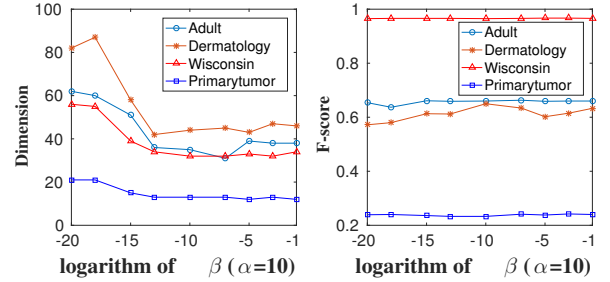 Dimension
100
80
60
40
20
0
Adult
Dermatology
Wisconsin
Primarytumor
-20 -15 -10 -5 -1
logarithm of β (α=10)
F-score
1
0.8
0.6
0.4
0.2
Adult
Dermatology
Wisconsin
Primarytumor
-20 -15 -10 -5 -1
logarithm of β (α=10)